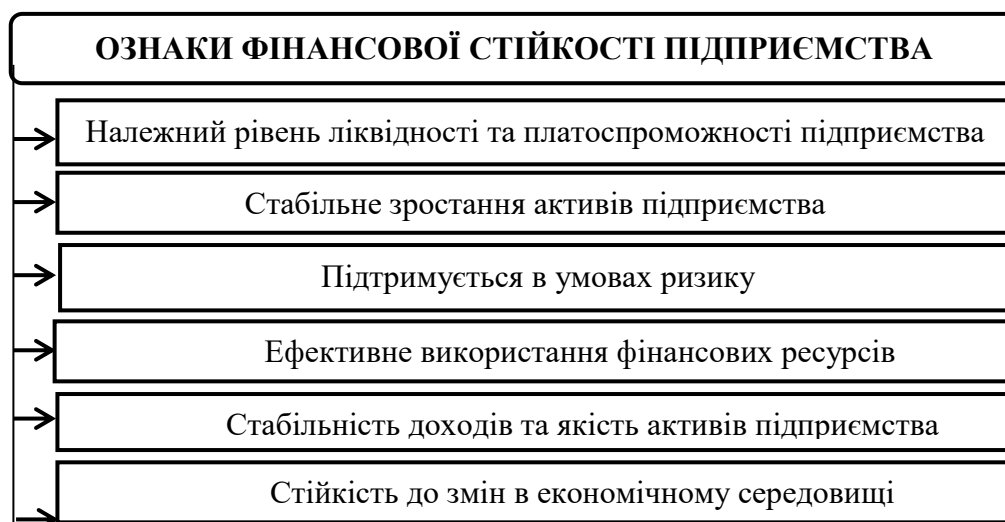 ОЗНАКИ ФІНАНСОВОЇ СТІЙКОСТІ ПІДПРИЄМСТВА
Належний рівень ліквідності та платоспроможності підприємства
Стабільне зростання активів підприємства
Підтримується в умовах ризику
Ефективне використання фінансових ресурсів
Стабільність доходів та якість активів підприємства
Стійкість до змін в економічному середовищі